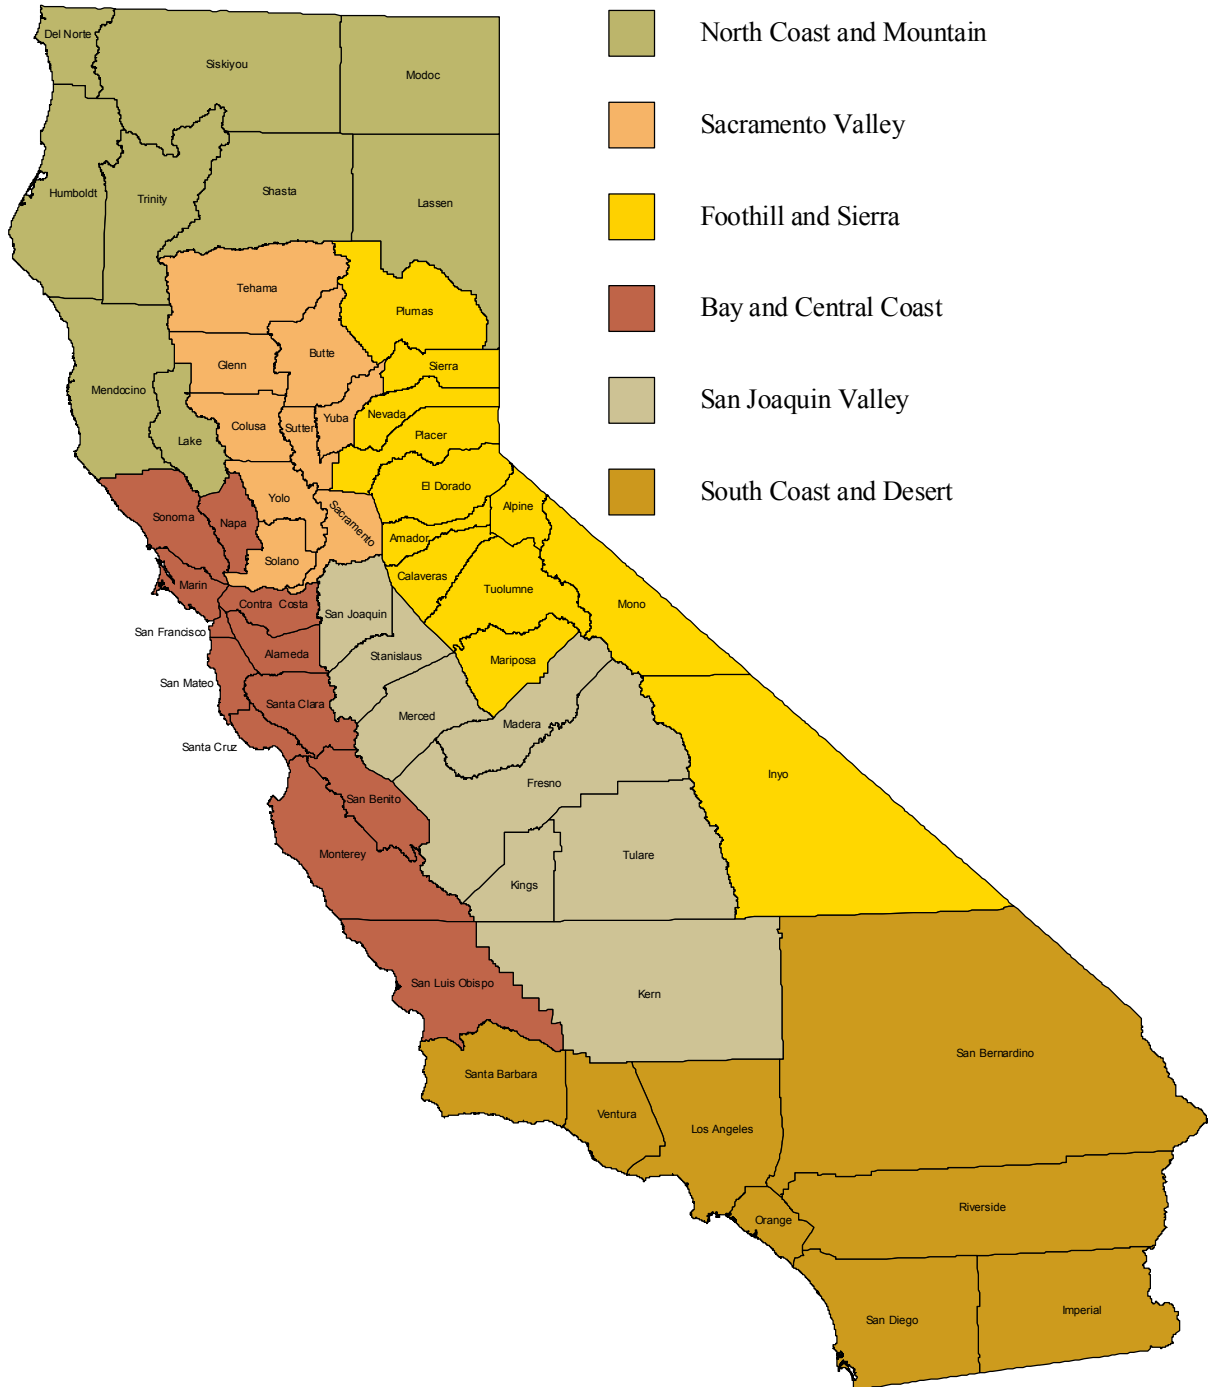 North Coast and Mountain
Sacramento Valley
Foothill and Sierra
Bay and Central Coast
San Joaquin Valley
South Coast and Desert
Del Norte
Siskiyou
Modoc
Humboldt
Trinity
Shasta
Lassen
Tehama
Plumas
Glenn
Butte
Sierra
Mendocino
Lake
Colusa
Sutter
Yuba
Nevada
Placer
El Dorado
Yolo
Sonoma
Napa
Sacramento
Alpine
Amador
Solano
Calaveras
Marin
Tuolumne
Mono
Contra Costa
San Joaquin
San Francisco
Alameda
Stanislaus
Mariposa
San Mateo
Santa Clara
Merced
Madera
Santa Cruz
Fresno
Inyo
San Benito
Monterey
Kings
Tulare
San Luis Obispo
Kern
San Bernardino
Santa Barbara
Ventura
Los Angeles
Orange
Riverside
San Diego
Imperial